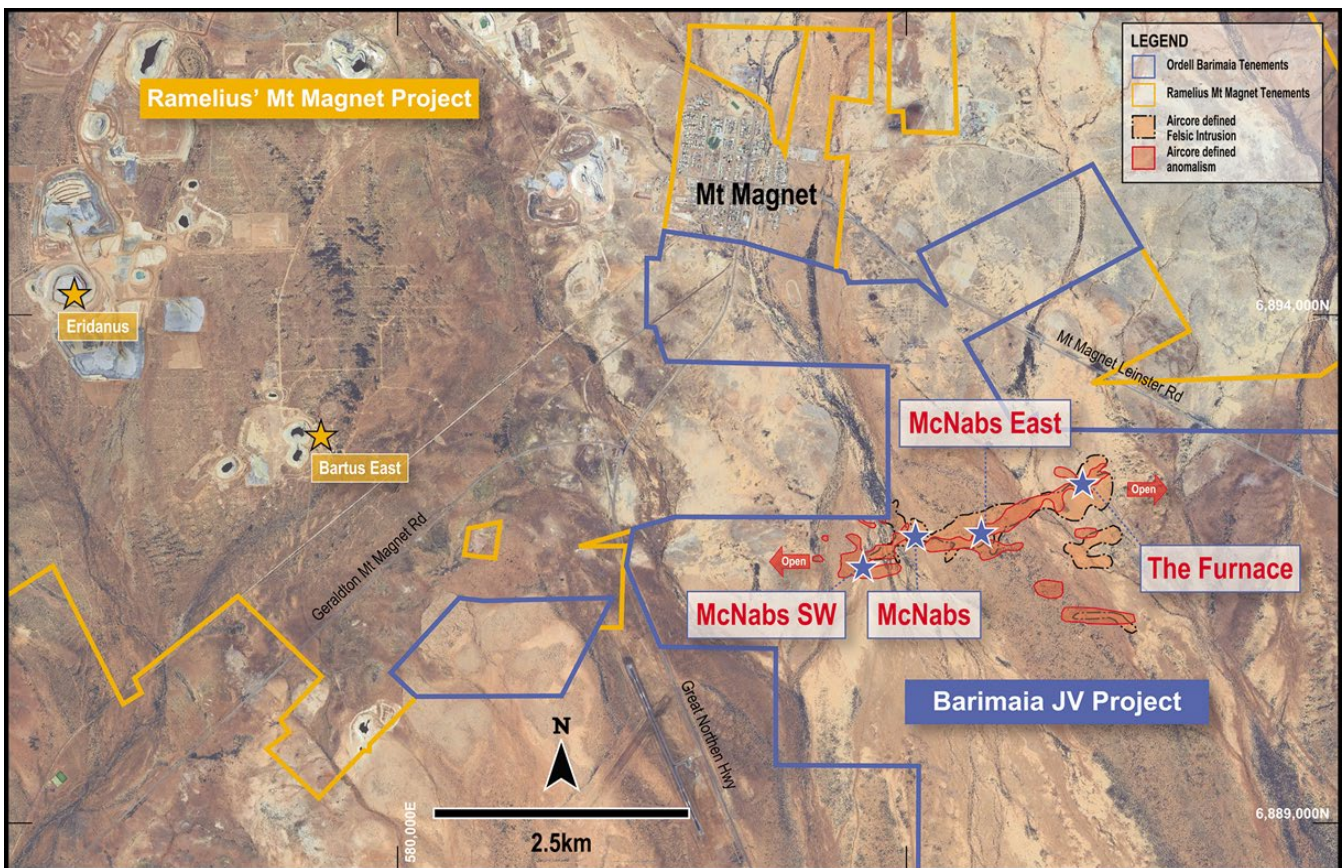 LEGEND
Ordell Barimaia Tenements
Ramelius Mt Magnet Tenements
Aircore defined
Felsic Intrusion
Aircore defined
anomalism
Ramelius' Mt Magnet Project
Mt Magnet
Eridanus
6,894,000N
Mt Magnet Leinster Rd
McNabs East
Bartus East
Open
Geraldton Mt Magnet Rd
Open
The Furnace
McNabs SW
McNabs
Barimaia JV Project
Great Northen Hwy
N
580,000E
2.5km
6,889,000N